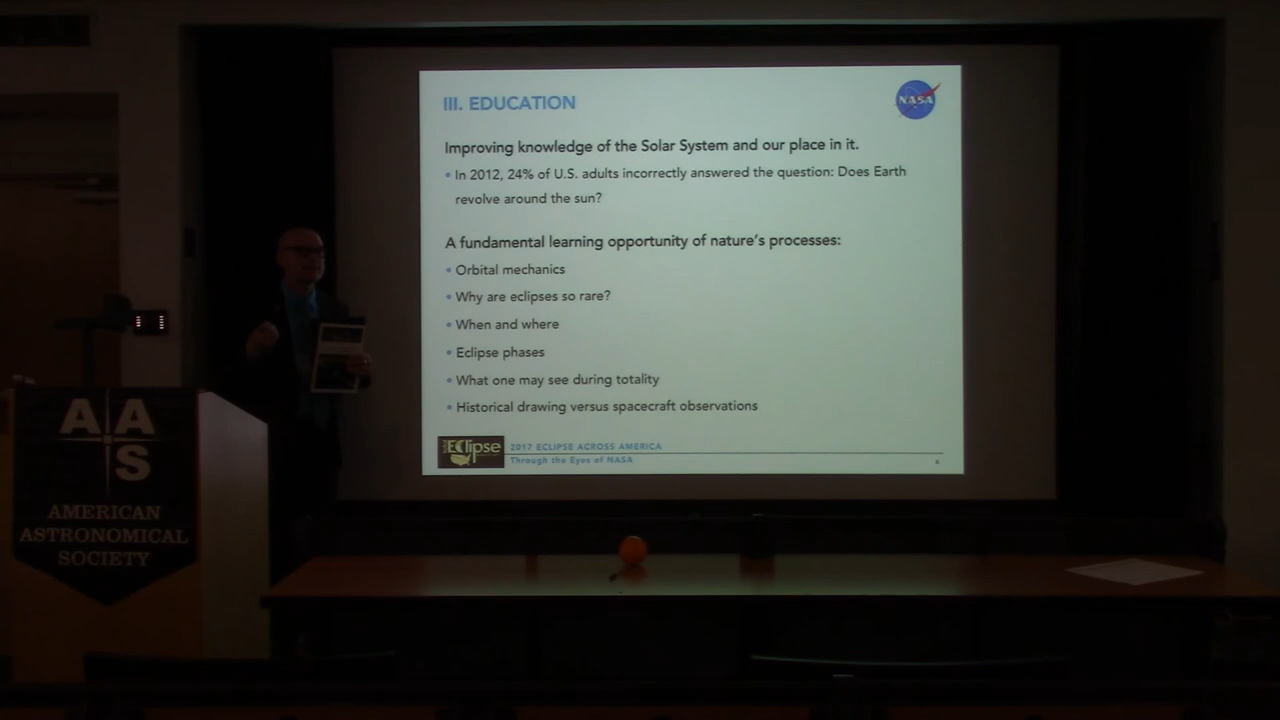 III. EDUCATION
NASA
Improving knowledge of the Solar System and our place in it.
• In 2012, 24% of U.S. adults incorrectly answered the question: Does Earth
revolve around the sun?
A fundamental learning opportunity of nature's processes:
• Orbital mechanics
• Why are eclipses so rare?
• When and where
• Eclipse phases
• What one may see during totality
• Historical drawing versus spacecraft observations
EClipse
2017 ECLIPSE ACROSS AMERICA
Through the Eyes of NASA
A A
S
AMERICAN
ASTRONOMICAL
SOCIETY